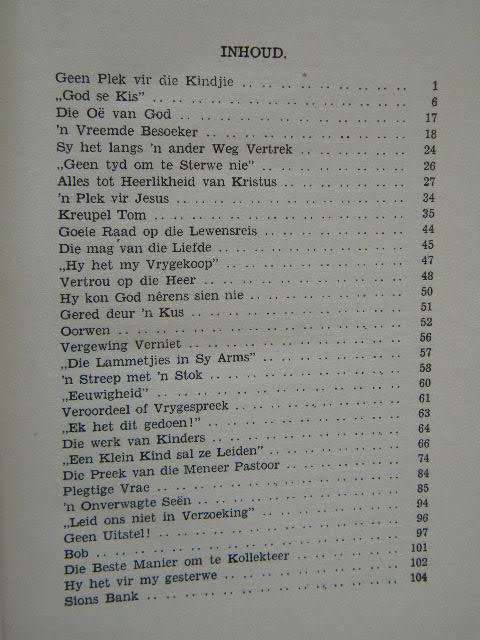 INHOUD.
Geen Plek vir die Kindjie .. .. .. .. .. .. .. .. 1
„God se Kis” .. .. .. .. .. .. .. .. .. .. .. 6
Die Oë van God .. .. .. .. .. .. .. .. .. .. 17
'n Vreemde Besoeker .. .. .. .. .. .. .. .. .. 18
Sy het langs 'n ander Weg Vertrek .. .. .. .. .. 24
„Geen tyd om te Sterwe nie” .. .. .. .. .. .. .. 26
Alles tot Heerlikheid van Kristus .. .. .. .. .. .. 27
'n Plek vir Jesus .. .. .. .. .. .. .. .. .. .. 34
Kreupel Tom .. .. .. .. .. .. .. .. .. .. .. 35
Goeie Raad op die Lewensreis .. .. .. .. .. .. .. 44
Die mag van die Liefde .. .. .. .. .. .. .. .. .. 45
„Hy het my Vrygekoop” .. .. .. .. .. .. .. .. 47
Vertrou op die Heer .. .. .. .. .. .. .. .. .. 48
Hy kon God nêrens sien nie .. .. .. .. .. .. .. 50
Gered deur 'n Kus .. .. .. .. .. .. .. .. .. .. 51
Oorwen .. .. .. .. .. .. .. .. .. .. .. .. 52
Vergewing Verniet .. .. .. .. .. .. .. .. .. .. 56
„Die Lammetjies in Sy Arms” .. .. .. .. .. .. .. 57
'n Streep met 'n Stok .. .. .. .. .. .. .. .. .. 58
„Eeuwigheid” .. .. .. .. .. .. .. .. .. .. .. 60
Veroordeel of Vrygespreek .. .. .. .. .. .. .. .. 61
„Ek het dit gedoen!” .. .. .. .. .. .. .. .. .. 63
Die werk van Kinders .. .. .. .. .. .. .. .. .. 64
„Een Klein Kind sal ze Leiden” .. .. .. .. .. .. 66
Die Preek van die Meneer Pastoor .. .. .. .. .. .. 74
Plegtige Vrae .. .. .. .. .. .. .. .. .. .. .. 84
'n Onverwagte Seën .. .. .. .. .. .. .. .. .. .. 85
„Leid ons niet in Verzoeking” .. .. .. .. .. .. .. 94
Geen Uitstel! .. .. .. .. .. .. .. .. .. .. .. 96
Bob .. .. .. .. .. .. .. .. .. .. .. .. .. 97
Die Beste Manier om te Kollekteer .. .. .. .. .. .. 101
Hy het vir my gesterwe .. .. .. .. .. .. .. .. 102
Sions Bank .. .. .. .. .. .. .. .. .. .. .. 104